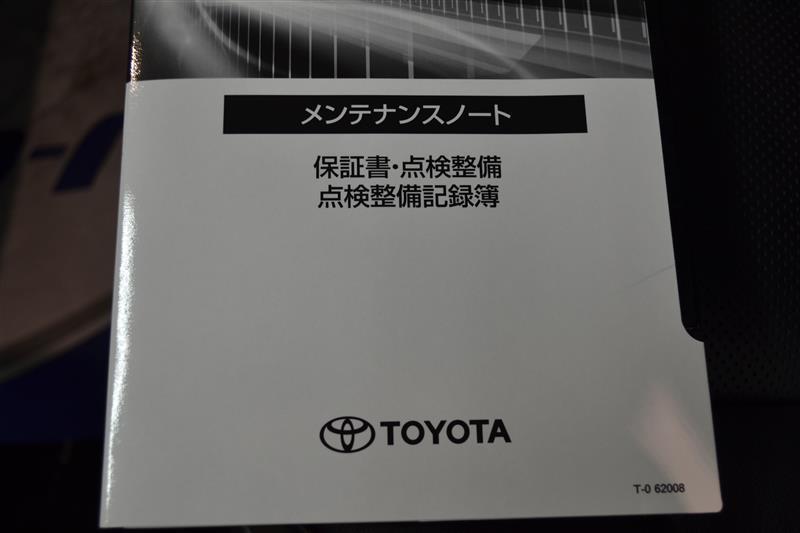 メンテナンスノート
保証書・点検整備
点検整備記録簿
TOYOTA
T-0 62008